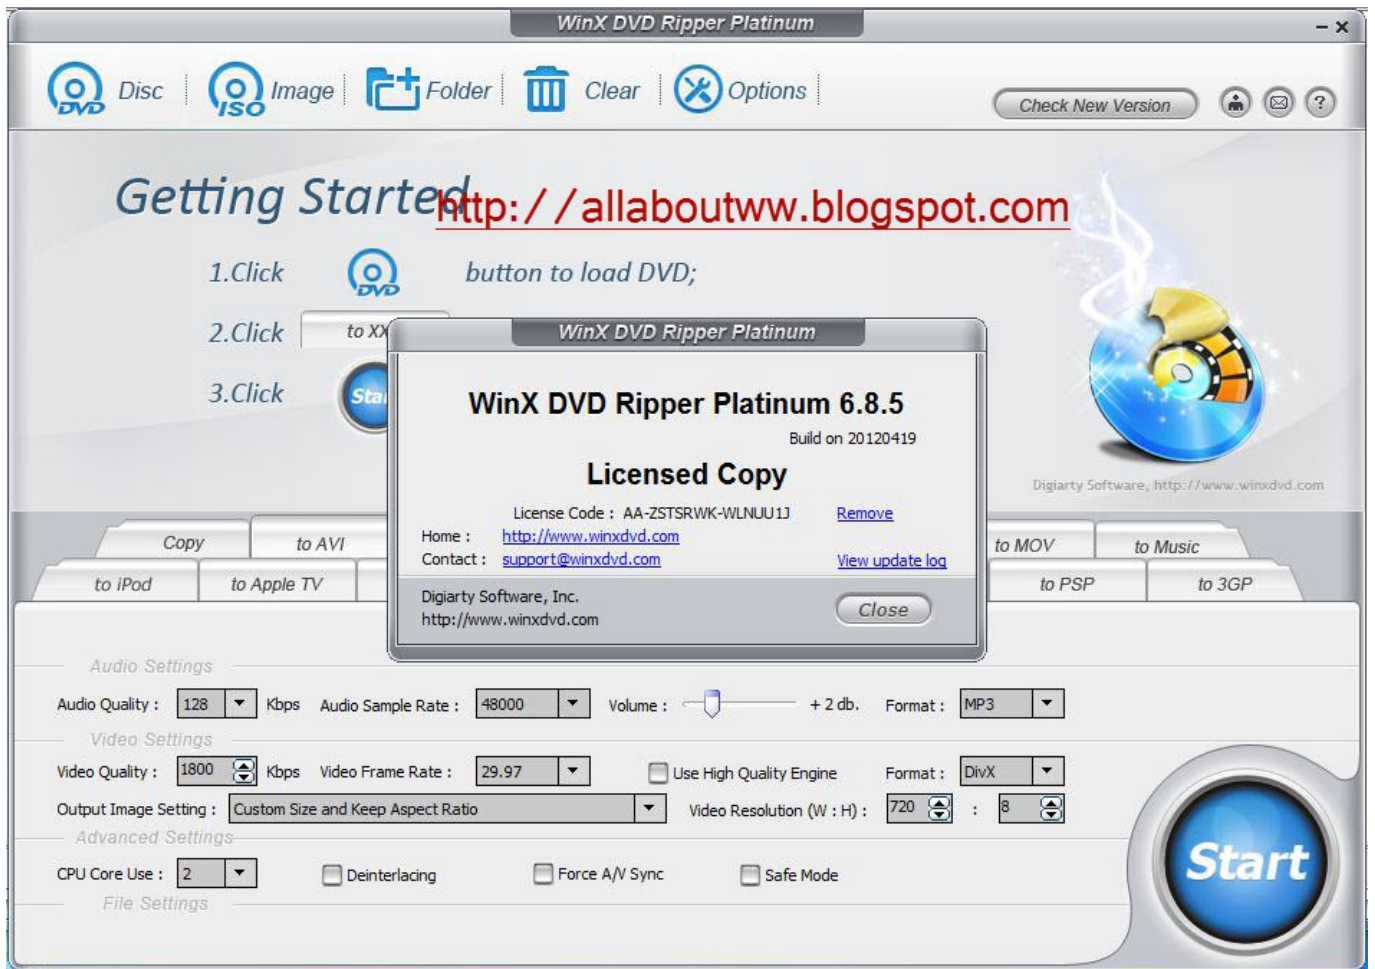 WinX DVD Ripper Platinum
Disc
Image
Folder
Clear
Options
Check New Version
DVD
ISO
Getting Started
http://allaboutww.blogspot.com
1.Click
DVD
button to load DVD;
2.Click
to XX
3.Click
Star
WinX DVD Ripper Platinum
WinX DVD Ripper Platinum 6.8.5
Build on 20120419
Licensed Copy
License Code : AA-ZSTSRWK-WLNUU1J
Remove
Home : http://www.winxdvd.com
Contact : support@winxdvd.com
View update log
Digiarty Software, Inc.
http://www.winxdvd.com
Close
Digiarty Software, http://www.winxdvd.com
Copy
to AVI
to MOV
to Music
to iPod
to Apple TV
to PSP
to 3GP
Audio Settings
Audio Quality : 128 Kbps Audio Sample Rate : 48000 Volume : + 2 db. Format : MP3
Video Settings
Video Quality : 1800 Kbps Video Frame Rate : 29.97 Use High Quality Engine Format : DivX
Output Image Setting : Custom Size and Keep Aspect Ratio Video Resolution (W : H) : 720 : 8
Advanced Settings
CPU Core Use : 2 Deinterlacing Force A/V Sync Safe Mode
File Settings
Start